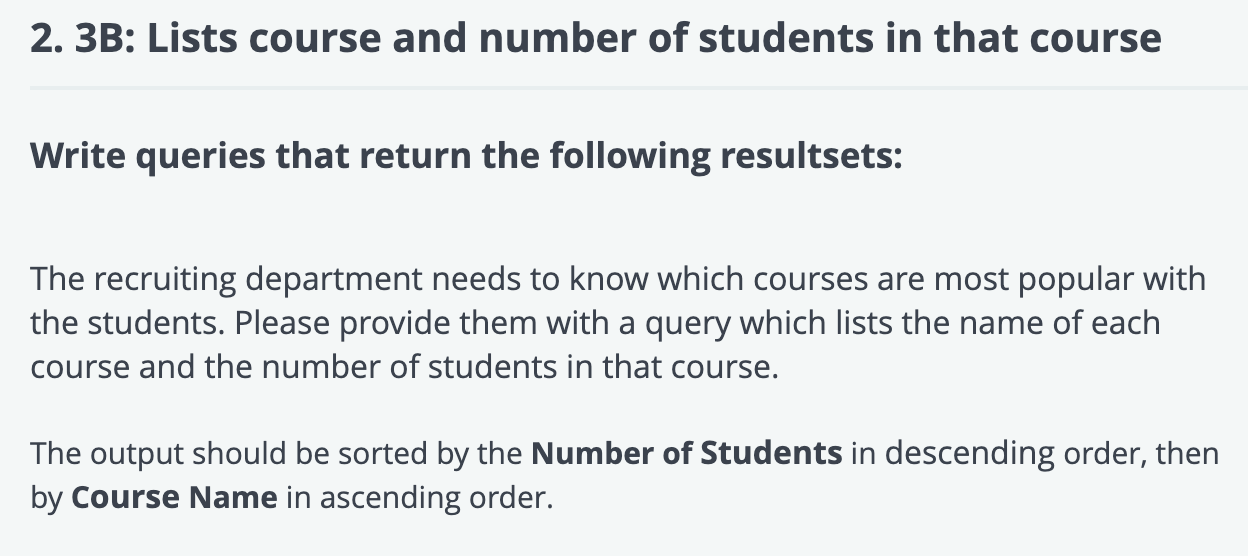 2. 3B: Lists course and number of students in that course
Write queries that return the following resultsets:
The recruiting department needs to know which courses are most popular with
the students. Please provide them with a query which lists the name of each
course and the number of students in that course.
The output should be sorted by the Number of Students in descending order, then
by Course Name in ascending order.